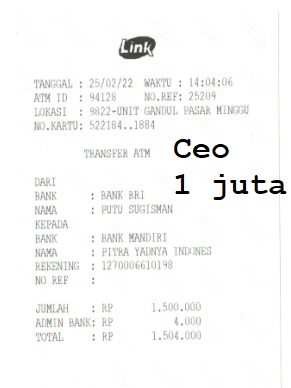 Link
TANGGAL : 25/02/22 WAKTU : 14:04:06
ATM ID : 94128 NO.REF: 25209
LOKASI : 9822-UNIT GANDUL PASAR MINGGU
NO.KARTU: 522184..1884
TRANSFER ATM
Ceo
1 juta
DARI
BANK : BANK BRI
NAMA : PUTU SUGISMAN
KEPADA
BANK : BANK MANDIRI
NAMA : PITRA YADNYA INDONES
REKENING : 1270006610198
NO REF :
JUMLAH : RP 1.500.000
ADMIN BANK: RP 4.000
TOTAL : RP 1.504.000